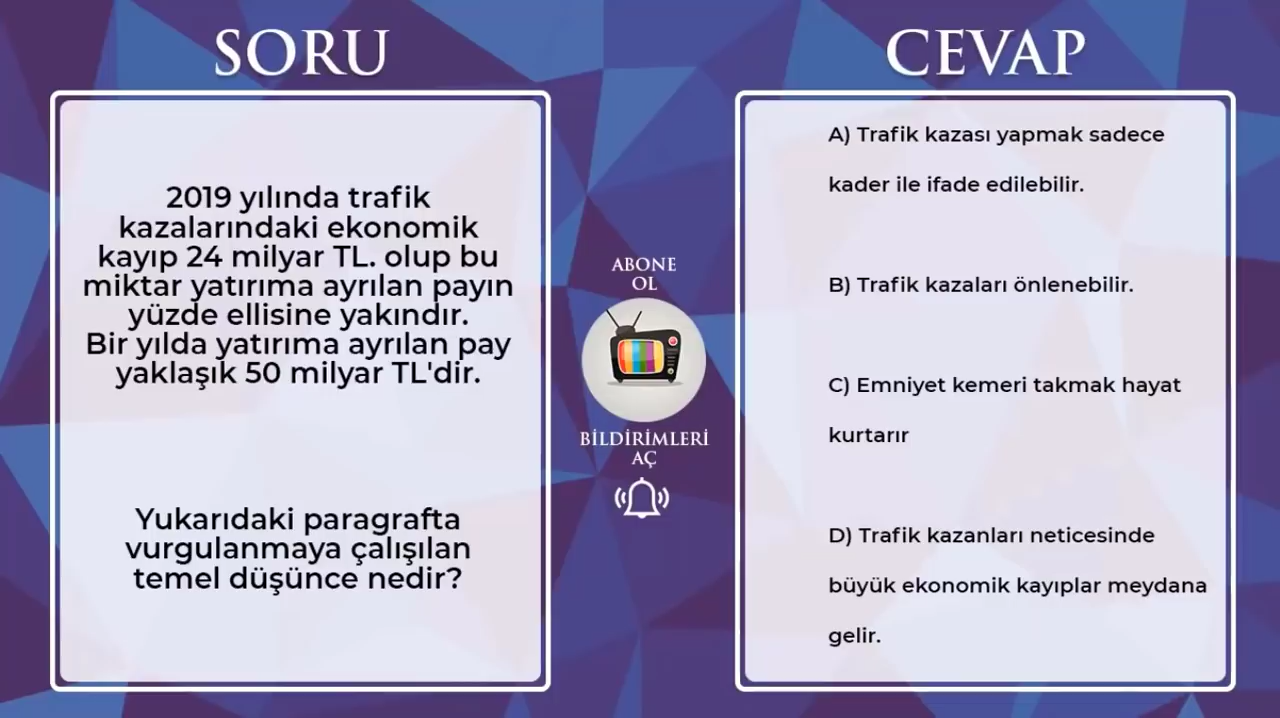 SORU
2019 yılında trafik
kazalarındaki ekonomik
kayıp 24 milyar TL. olup bu
miktar yatırıma ayrılan payın
yüzde ellisine yakındır.
Bir yılda yatırıma ayrılan pay
yaklaşık 50 milyar TL'dir.
Yukarıdaki paragrafta
vurgulanmaya çalışılan
temel düşünce nedir?
ABONE
OL
BİLDİRİMLERİ
AÇ
CEVAP
A) Trafik kazası yapmak sadece
kader ile ifade edilebilir.
B) Trafik kazaları önlenebilir.
C) Emniyet kemeri takmak hayat
kurtarır
D) Trafik kazanları neticesinde
büyük ekonomik kayıplar meydana
gelir.